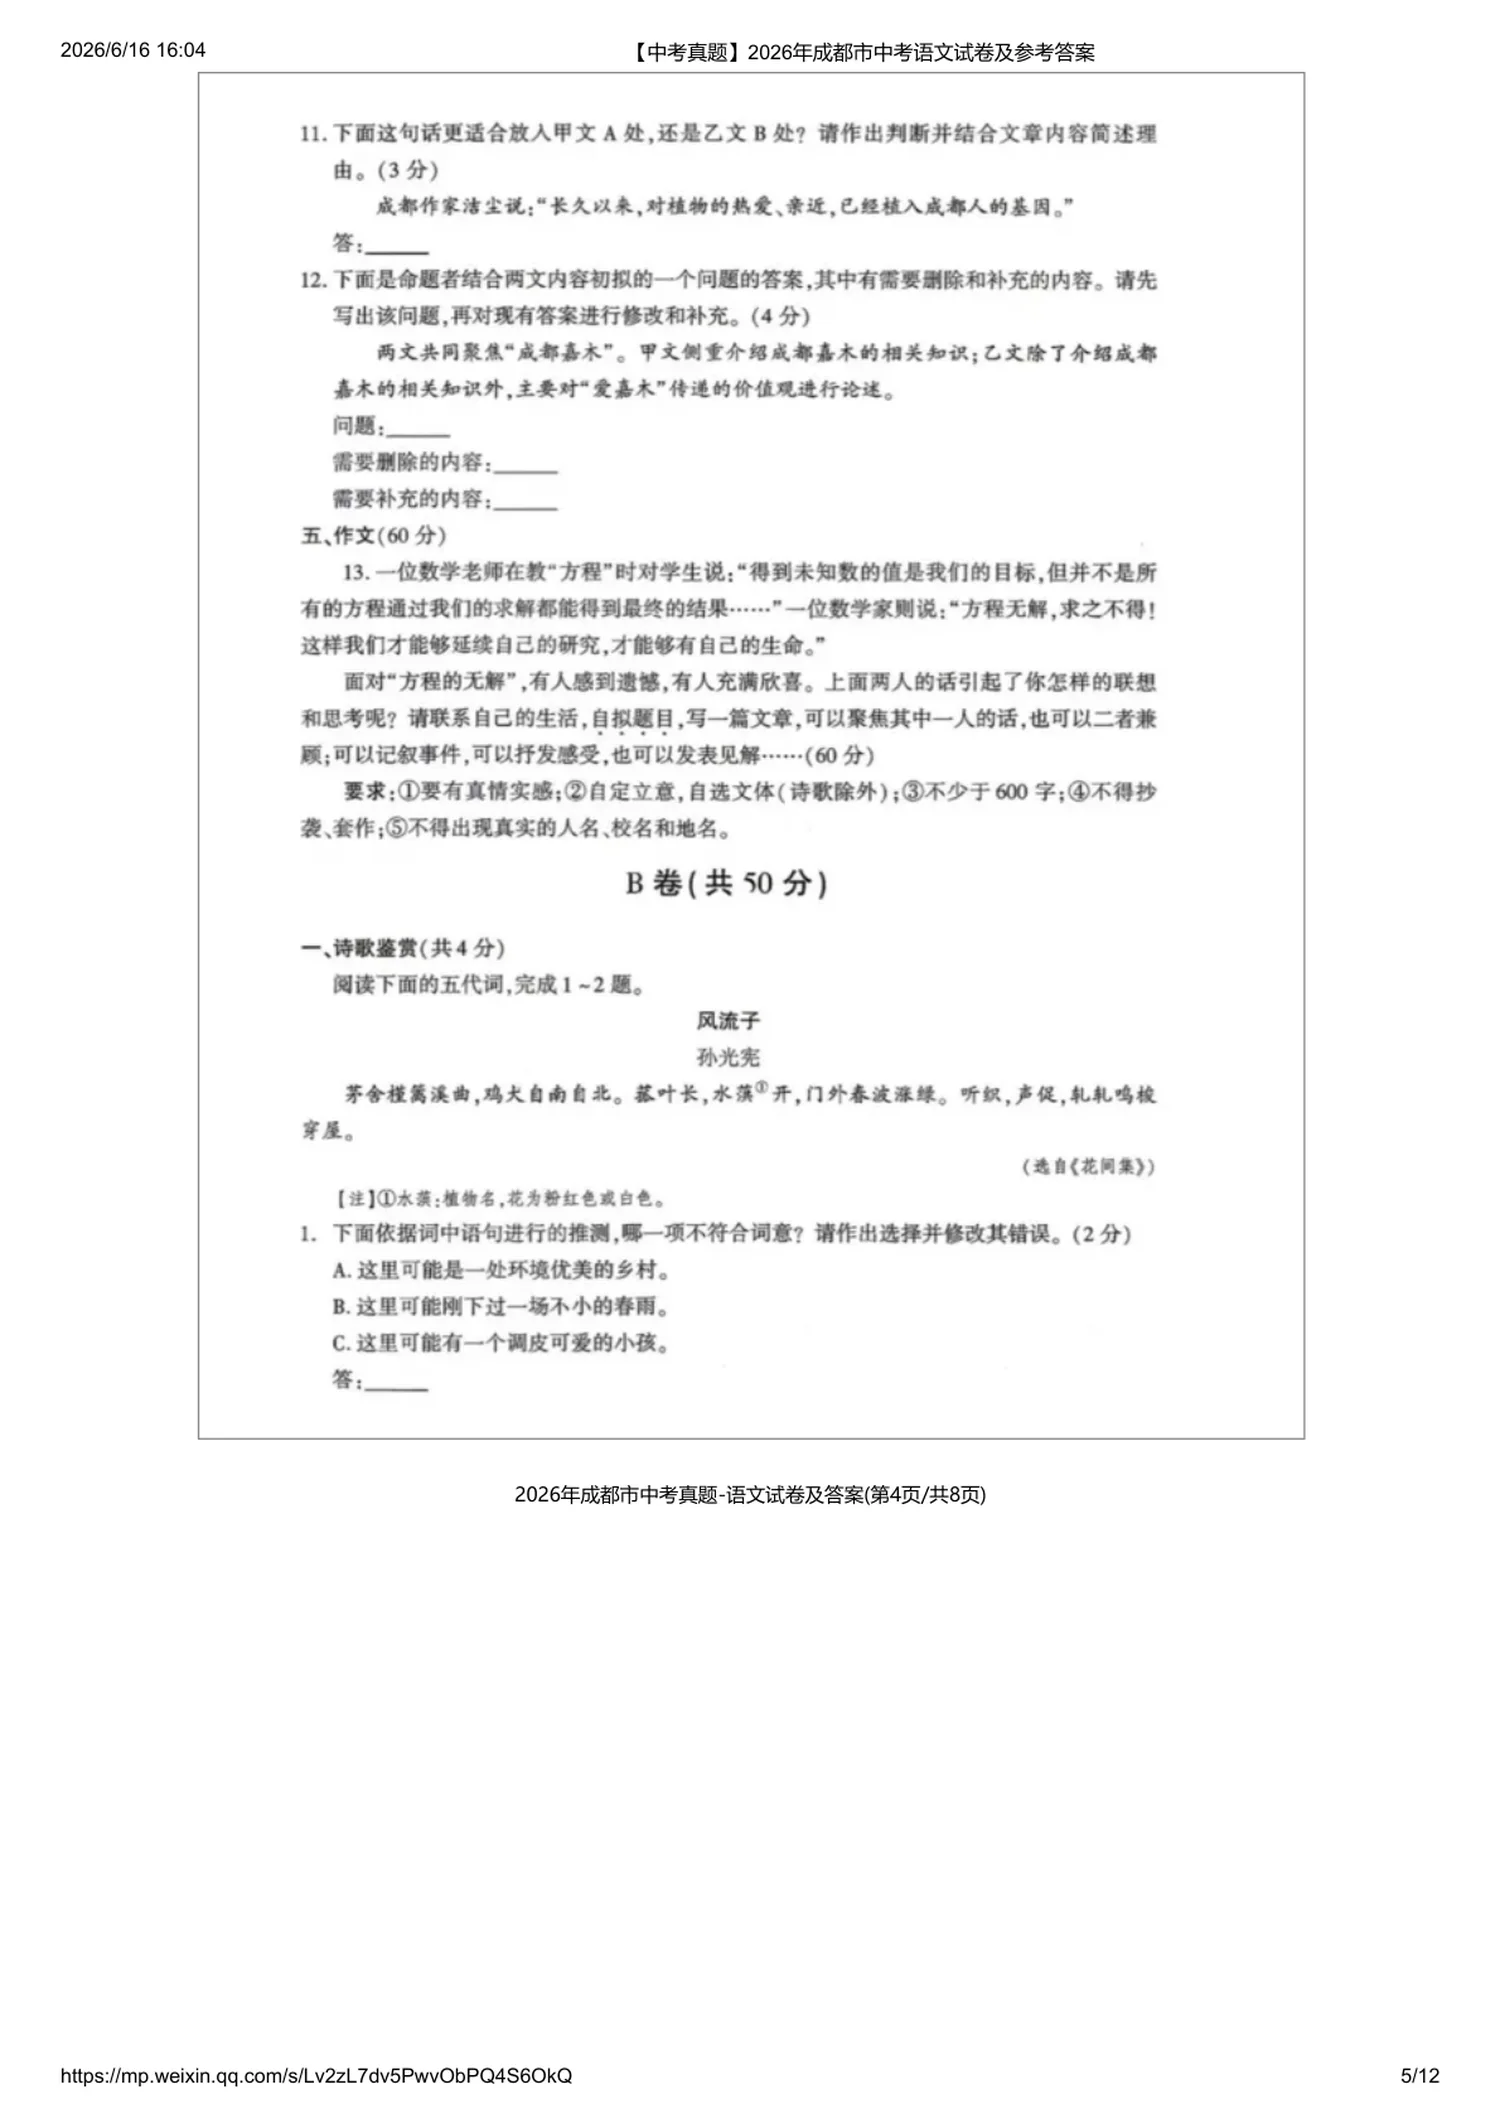 2026/6/16 16:04
【中考真题】2026年成都市中考语文试卷及参考答案
11. 下面这句话更适合放入甲文 A 处,还是乙文 B 处？请作出判断并结合文章内容简述理
由。(3 分)
成都作家洁尘说:“长久以来,对植物的热爱、亲近,已经植入成都人的基因。”
答:______
12. 下面是命题者结合两文内容初拟的一个问题的答案,其中有需要删除和补充的内容。请先
写出该问题,再对现有答案进行修改和补充。(4 分)
两文共同聚焦“成都嘉木”。甲文侧重介绍成都嘉木的相关知识;乙文除了介绍成都
嘉木的相关知识外,主要对“爱嘉木”传递的价值观进行论述。
问题:______
需要删除的内容:______
需要补充的内容:______
五、作文(60 分)
13. 一位数学老师在教“方程”时对学生说:“得到未知数的值是我们的目标,但并不是所
有的方程通过我们的求解都能得到最终的结果……”一位数学家则说:“方程无解,求之不得!
这样我们才能够延续自己的研究,才能够有自己的生命。”
面对“方程的无解”,有人感到遗憾,有人充满欣喜。上面两人的话引起了你怎样的联想
和思考呢？请联系自己的生活,自拟题目,写一篇文章,可以聚焦其中一人的话,也可以二者兼
顾;可以记叙事件,可以抒发感受,也可以发表见解……(60 分)
要求:①要有真情实感;②自定立意,自选文体(诗歌除外);③不少于 600 字;④不得抄
袭、套作;⑤不得出现真实的人名、校名和地名。
B 卷(共 50 分)
一、诗歌鉴赏(共 4 分)
阅读下面的五代词,完成 1 ~ 2 题。
风流子
孙光宪
茅舍槿篱溪曲,鸡犬自南自北。菰叶长,水葓①开,门外春波涨绿。听织,声促,轧轧鸣梭
穿屋。
(选自《花间集》)
【注】①水葓:植物名,花为粉红色或白色。
1. 下面依据词中语句进行的推测,哪一项不符合词意？请作出选择并修改其错误。(2 分)
A. 这里可能是一处环境优美的乡村。
B. 这里可能刚下过一场不小的春雨。
C. 这里可能有一个调皮可爱的小孩。
答:______
2026年成都市中考真题-语文试卷及答案(第4页/共8页)
https://mp.weixin.qq.com/s/Lv2zL7dv5PwvObPQ4S6OkQ
5/12